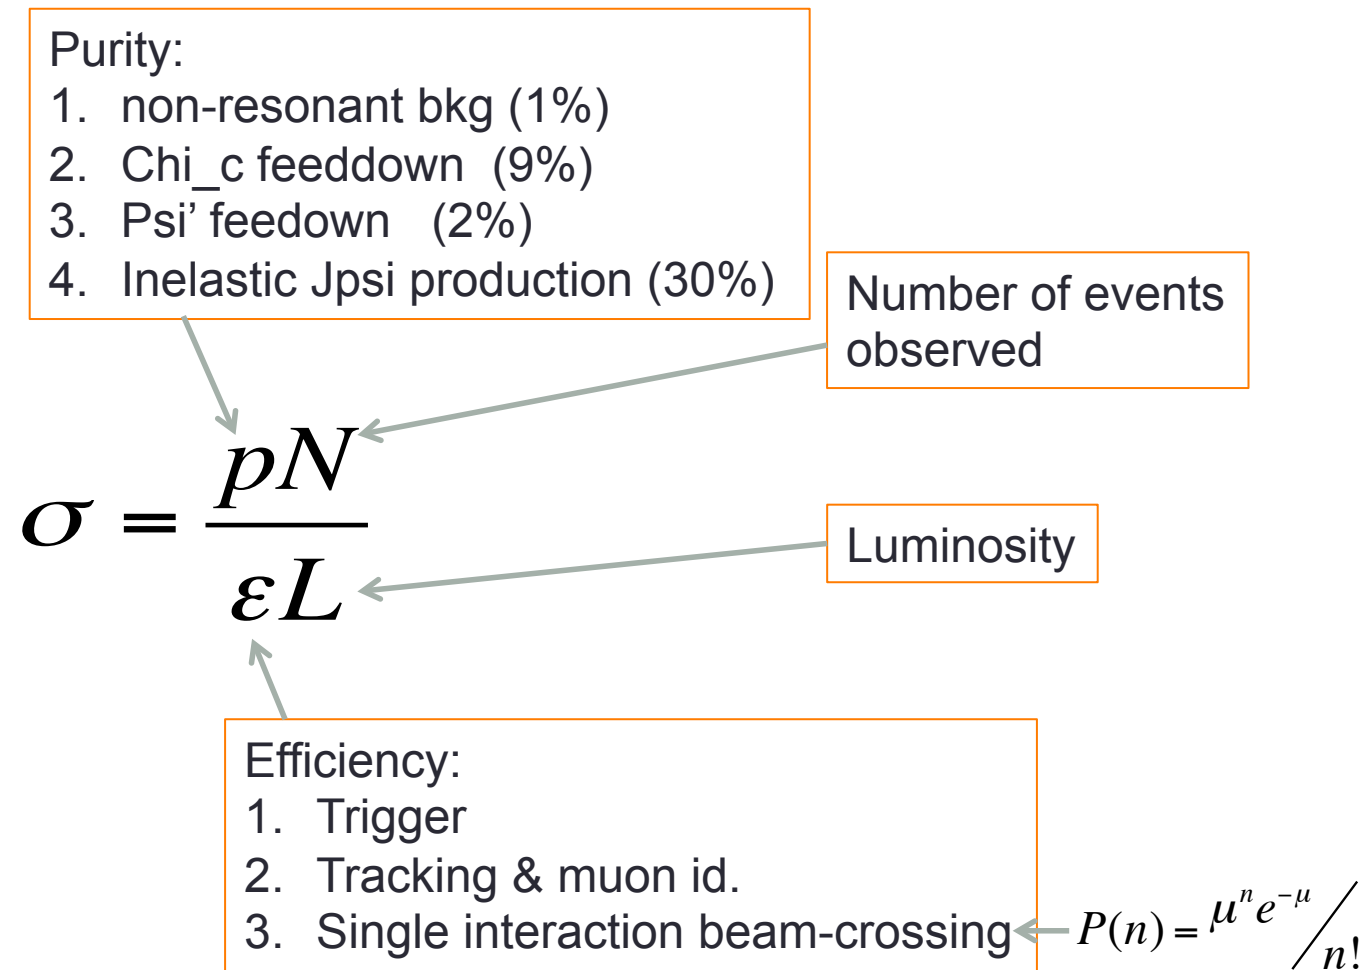 Purity:
1. non-resonant bkg (1%)
2. Chi_c feeddown (9%)
3. Psi’ feedown (2%)
4. Inelastic Jpsi production (30%)
Number of events
observed
σ = pN / εL
Luminosity
Efficiency:
1. Trigger
2. Tracking & muon id.
3. Single interaction beam-crossing
P(n) = μⁿe⁻μ / n!